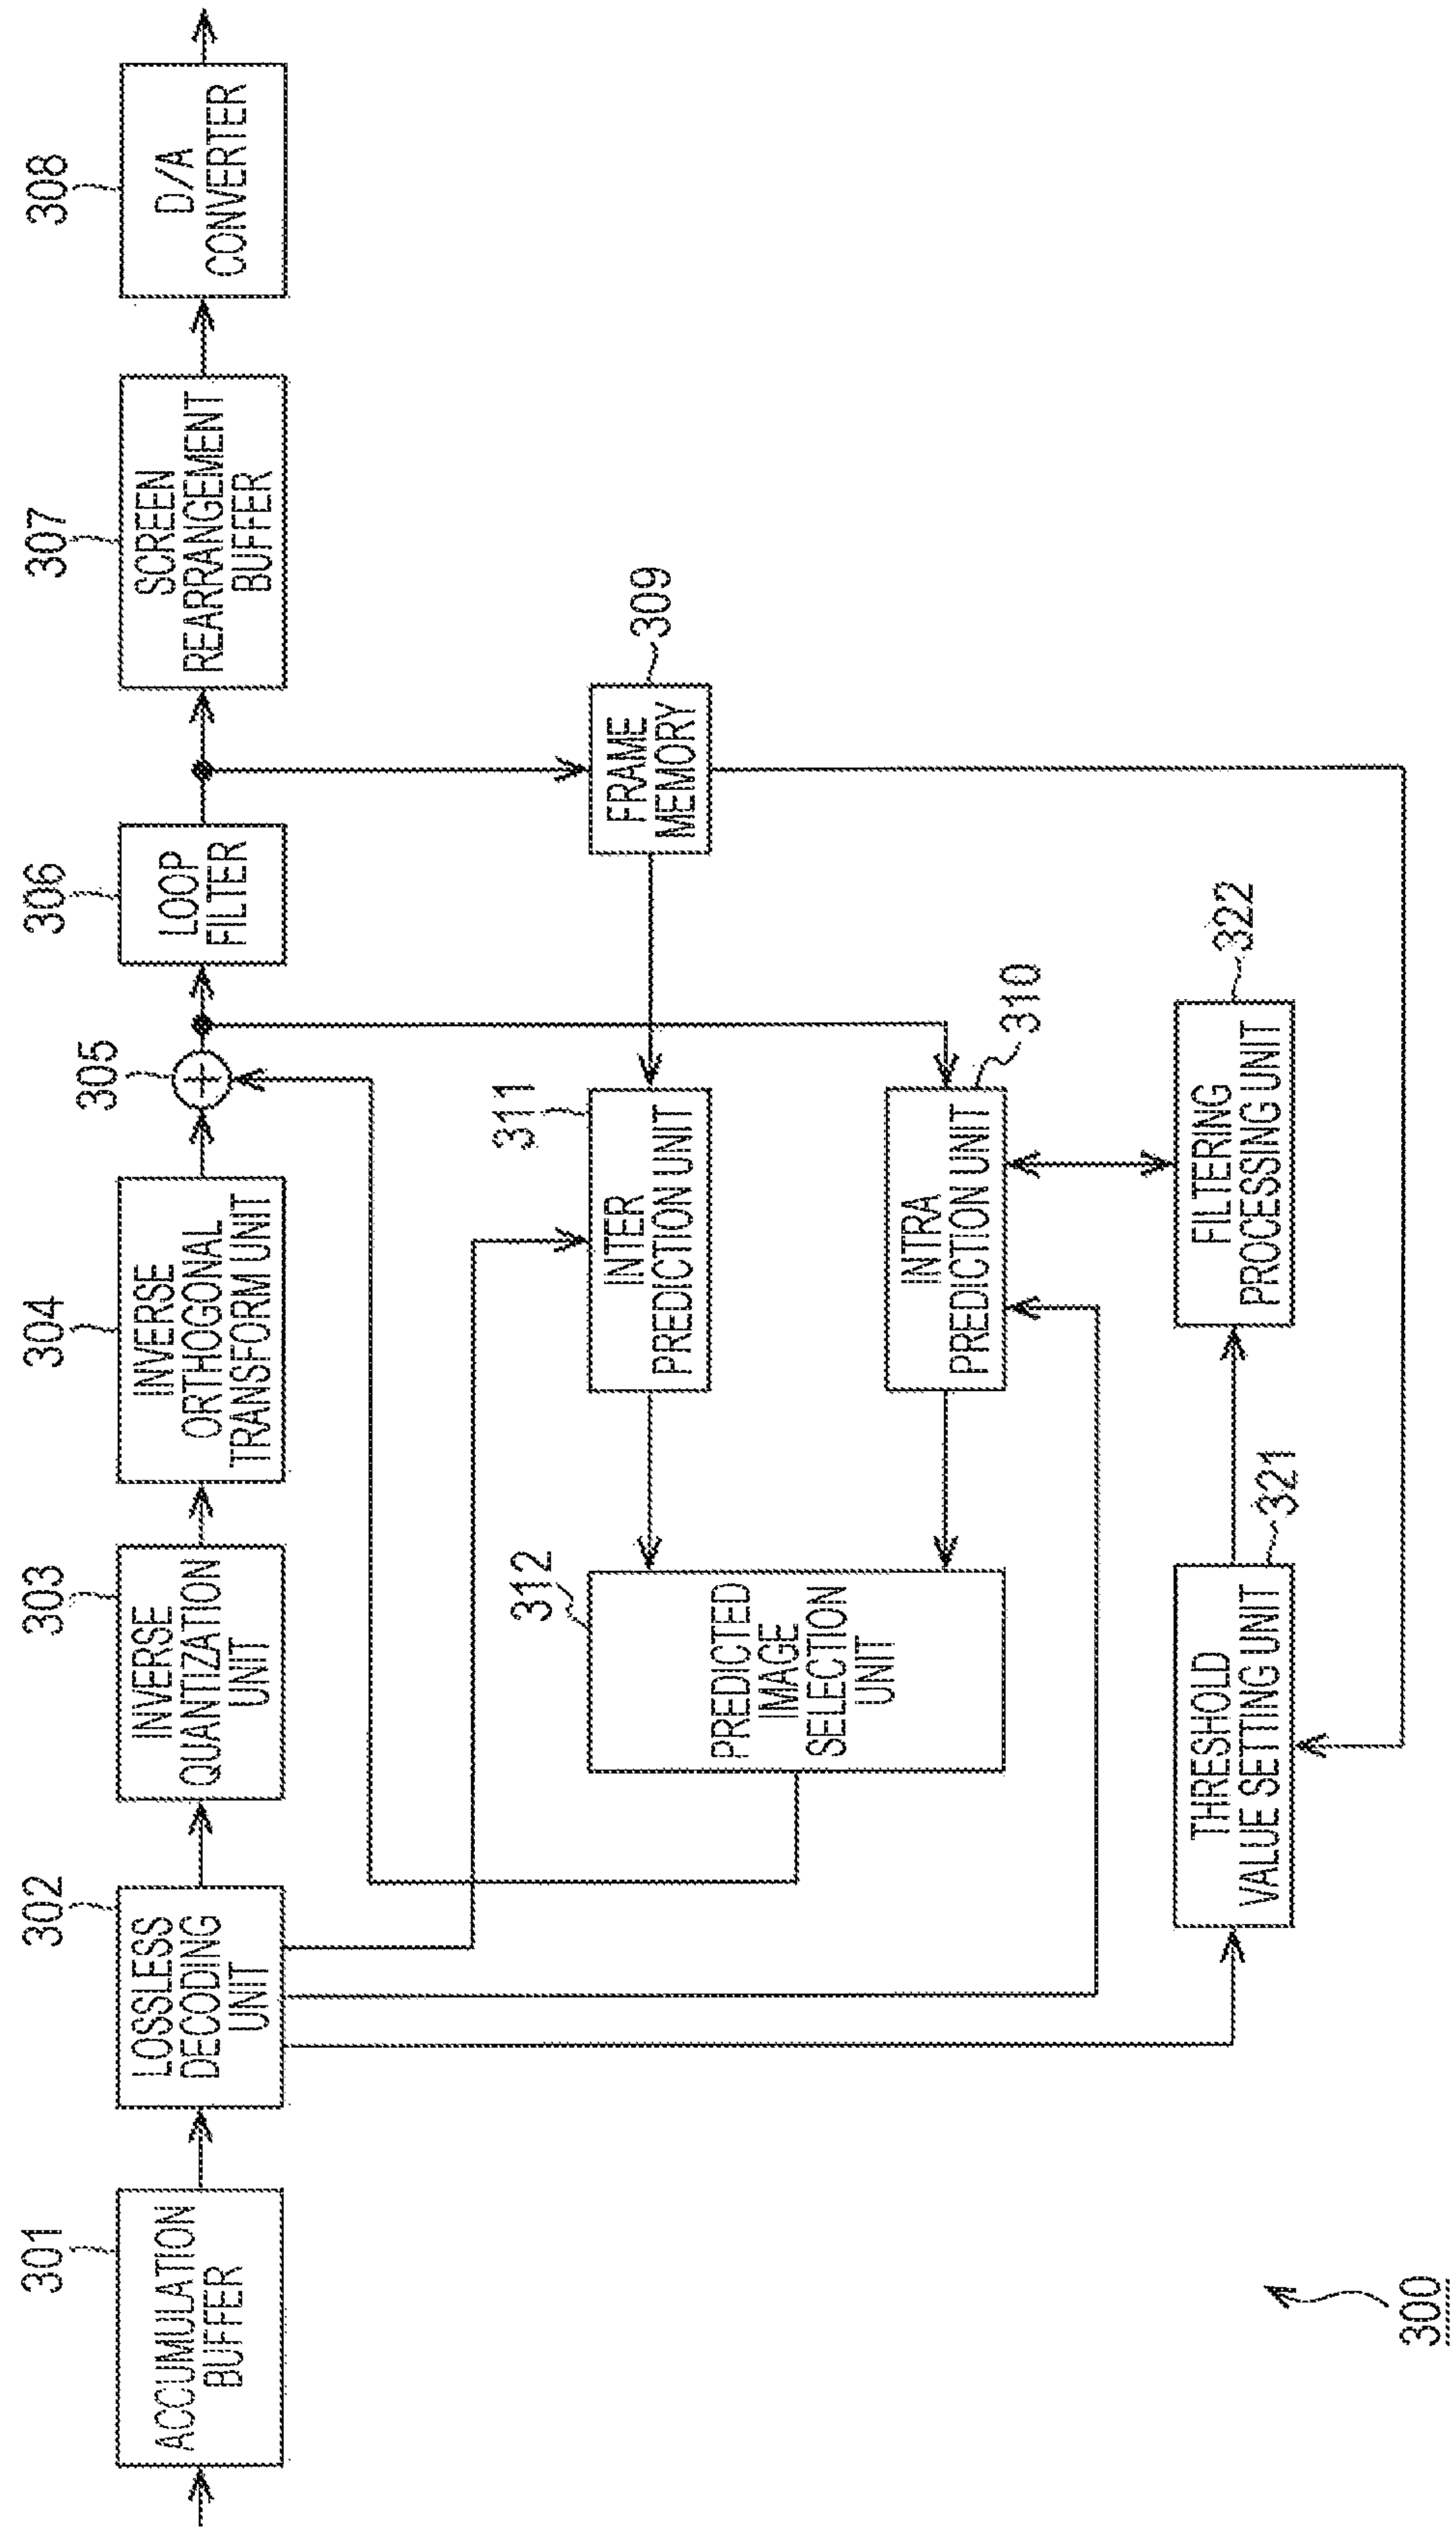 301
ACCUMULATION
BUFFER
302
LOSSLESS
DECODING
UNIT
303
INVERSE
QUANTIZATION
UNIT
304
INVERSE
ORTHOGONAL
TRANSFORM UNIT
305
+
306
LOOP
FILTER
307
SCREEN
REARRANGEMENT
BUFFER
308
D/A
CONVERTER
312
PREDICTED
IMAGE
SELECTION
UNIT
311
INTER
PREDICTION UNIT
309
FRAME
MEMORY
310
INTRA
PREDICTION UNIT
321
THRESHOLD
VALUE SETTING UNIT
322
FILTERING
PROCESSING UNIT
300